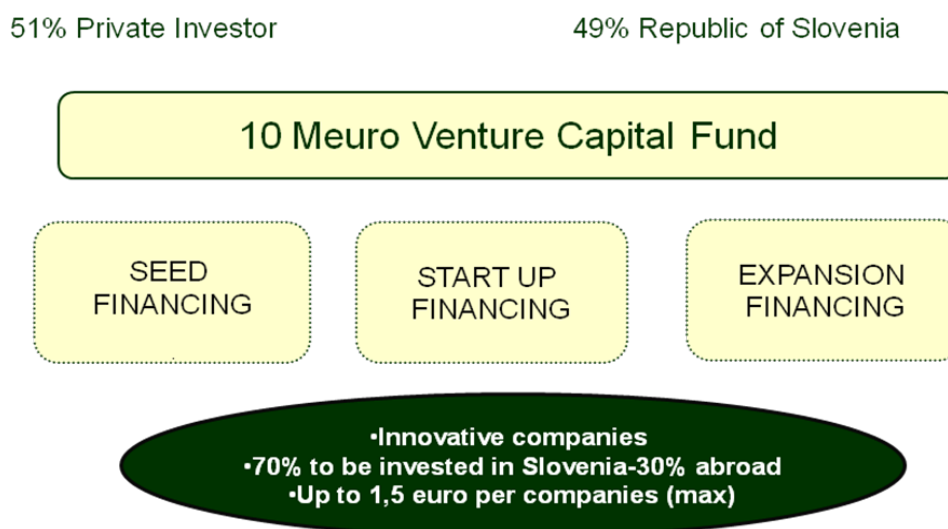 51% Private Investor
49% Republic of Slovenia
10 Meuro Venture Capital Fund
SEED
FINANCING
START UP
FINANCING
EXPANSION
FINANCING
•Innovative companies
•70% to be invested in Slovenia-30% abroad
•Up to 1,5 euro per companies (max)